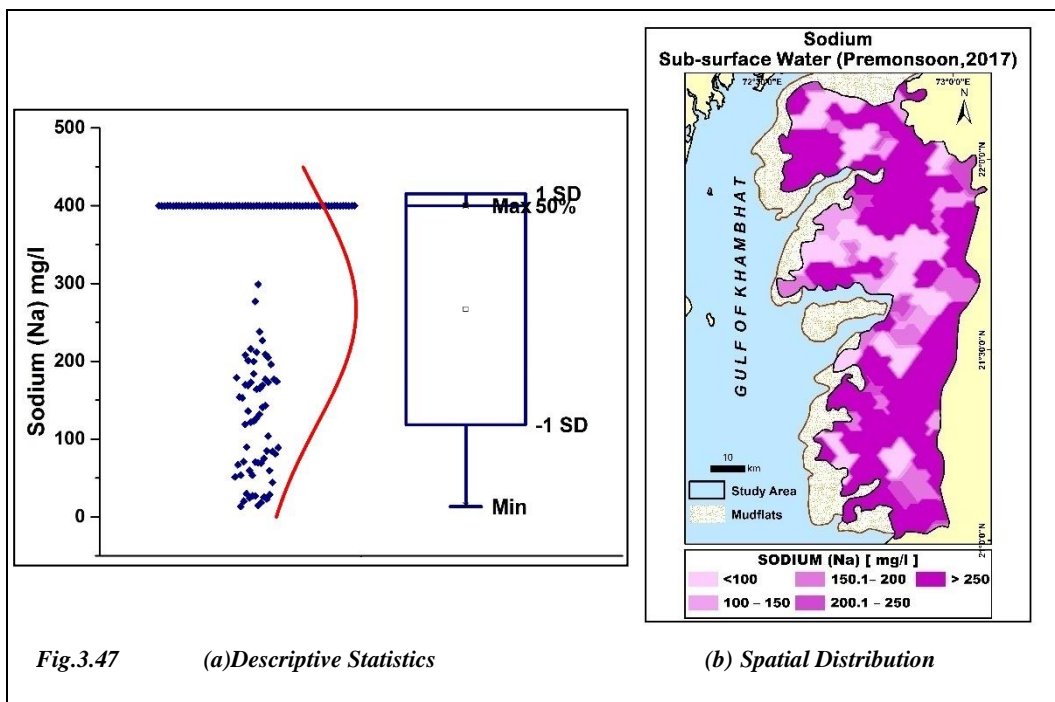 500
400
300
200
100
0
Sodium (Na) mg/l
1 SD
Max 50%
-1 SD
Min
Sodium
Sub-surface Water (Premonsoon,2017)
73°0'0"E
N
22°0'0"N
21°30'0"N
21°0'0"N
GULF OF KHAMBHAT
10
km
Study Area
Mudflats
SODIUM (Na) [ mg/l ]
<100 150.1– 200 > 250
100 – 150 200.1 – 250
Fig.3.47 (a)Descriptive Statistics (b) Spatial Distribution